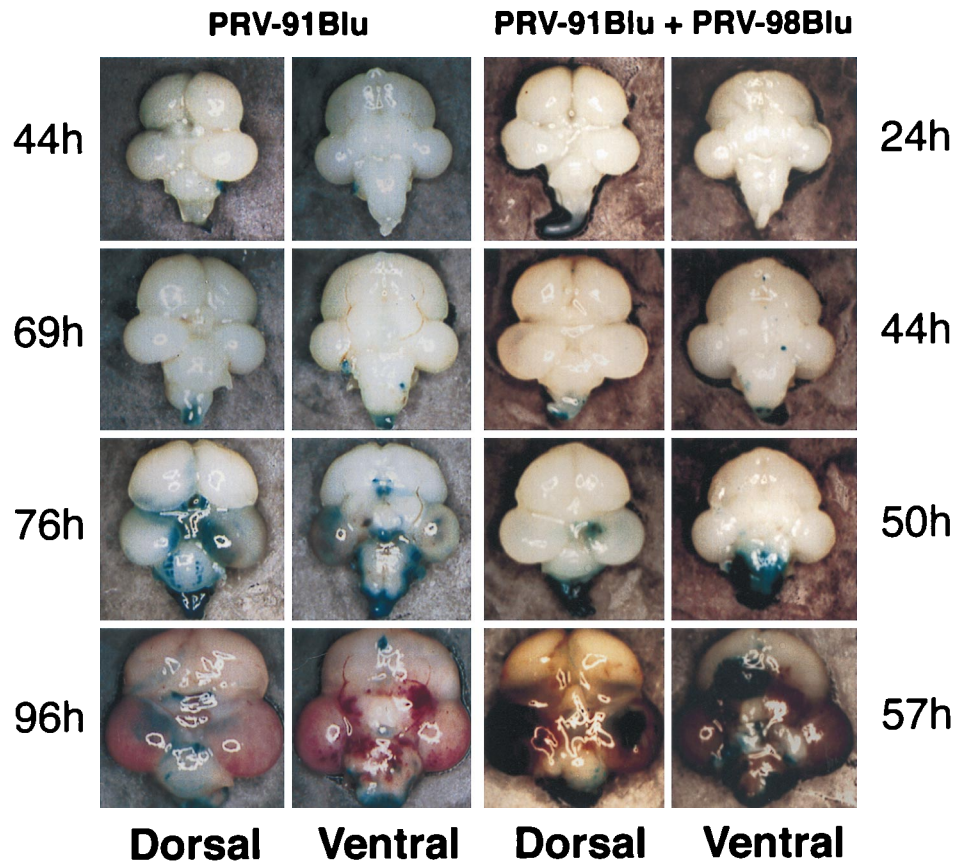 PRV-91Blu PRV-91Blu + PRV-98Blu
44h 24h
69h 44h
76h 50h
96h 57h
Dorsal Ventral Dorsal Ventral